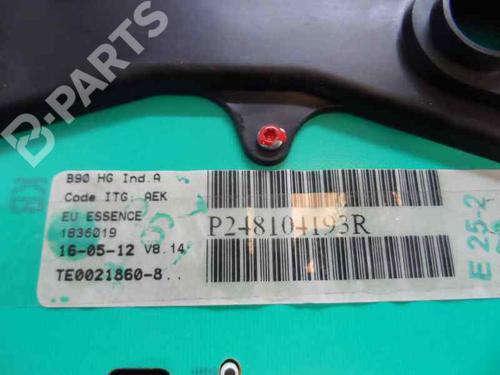 B-PARTS
KB
B90 HG Ind.A
Code ITG: AEK
EU ESSENCE
1836019
16-05-12 V8.14
TE0021860-8..
P248104193R
E 25-2